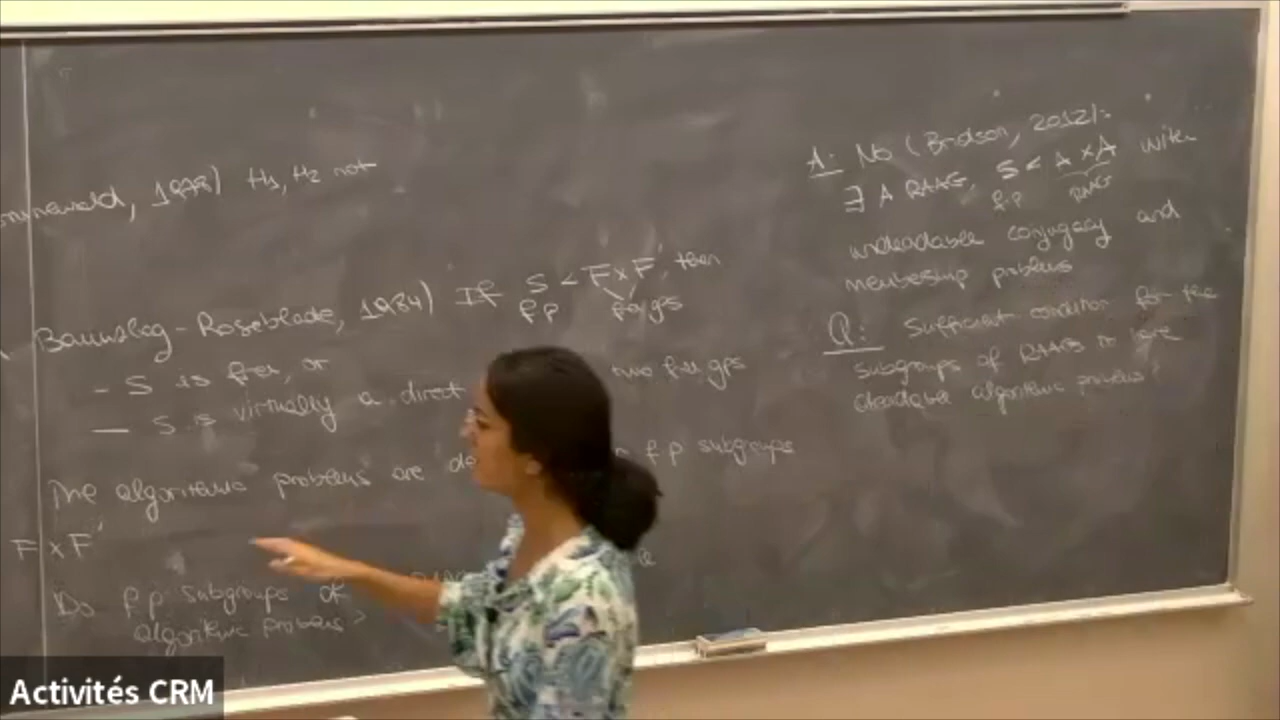 1978) H₁, H₂ not
Baumslag-Roseblade, 1984) If S < F×F', then
f p free gps
- S is free, or
- S is virtually a direct two free gps
The algorithmic problems are f p subgroups
F × F'
Do f p subgroups of
algorithmic problems?
A: No (Bridson, 2012):
∃ A RAAG, S < A × A with
f.p RAAG
undecidable conjugacy and
membership problems
Q: Sufficient condition for the
subgroups of RAAGs to have
decidable algorithmic problems?
Activités CRM